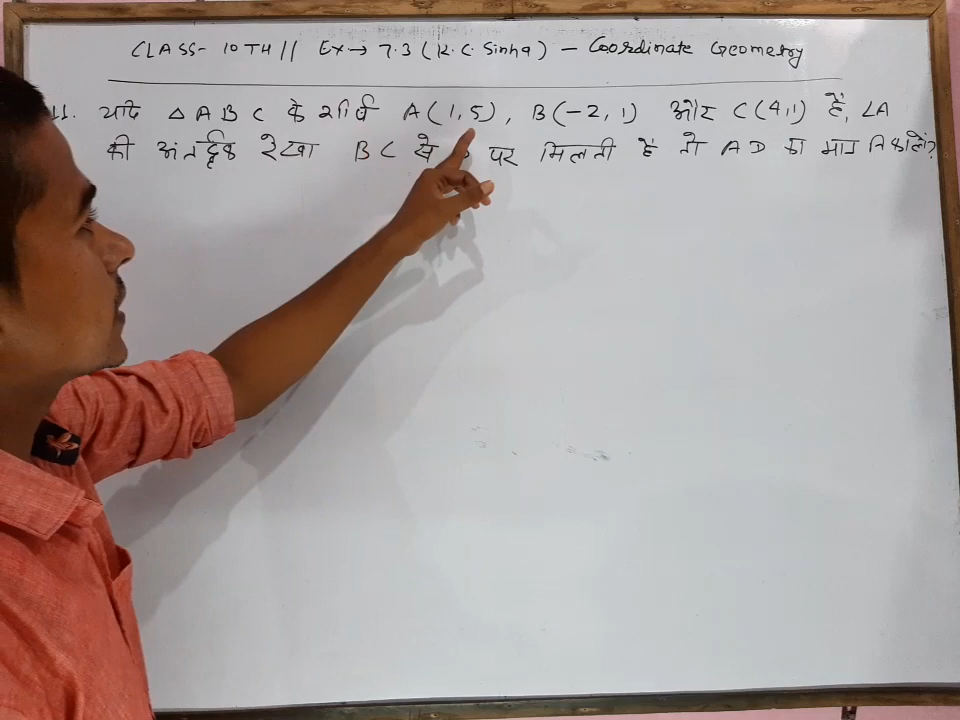 CLASS- 10TH // Ex→ 7.3 (K.C. Sinha) - Coordinate Geometry
11. यदि △ABC के शीर्ष A(1,5), B(-2,1) और C(4,1) है, ∠A
की अंतर्द्विक रेखा BC से पर मिलती है तो AD का मान निकालें?